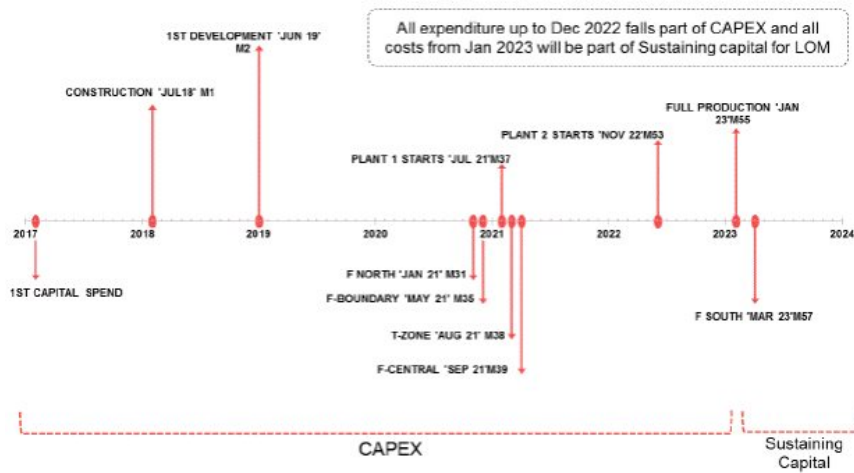 All expenditure up to Dec 2022 falls part of CAPEX and all
costs from Jan 2023 will be part of Sustaining capital for LOM
1ST DEVELOPMENT 'JUN 19'
M2
CONSTRUCTION 'JUL18' M1
FULL PRODUCTION 'JAN
23'M55
PLANT 2 STARTS 'NOV 22'M53
PLANT 1 STARTS 'JUL 21'M37
2017
2018
2019
2020
2021
2022
2023
2024
F NORTH 'JAN 21' M31
1ST CAPITAL SPEND
F-BOUNDARY 'MAY 21' M35
F SOUTH 'MAR 23'M57
T-ZONE 'AUG 21' M38
F-CENTRAL 'SEP 21'M39
CAPEX
Sustaining
Capital